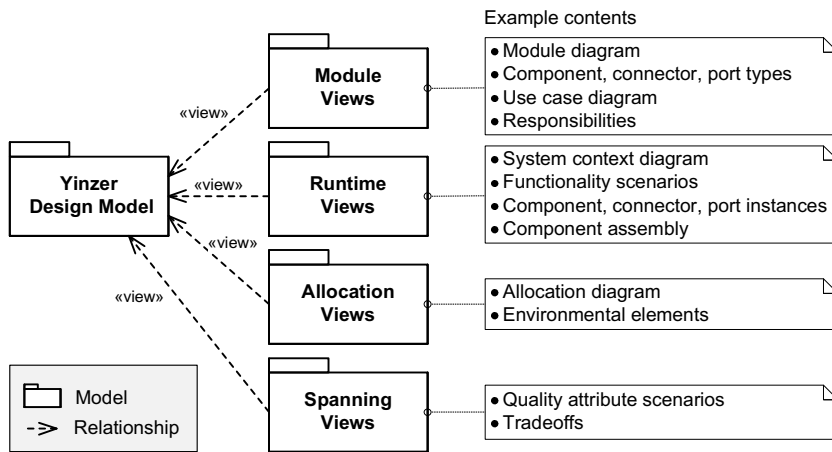 Example contents
Module
Views
• Module diagram
• Component, connector, port types
• Use case diagram
• Responsibilities
«view»
Yinzer
Design Model
«view»
Runtime
Views
• System context diagram
• Functionality scenarios
• Component, connector, port instances
• Component assembly
«view»
Allocation
Views
• Allocation diagram
• Environmental elements
«view»
Spanning
Views
• Quality attribute scenarios
• Tradeoffs
Model
Relationship